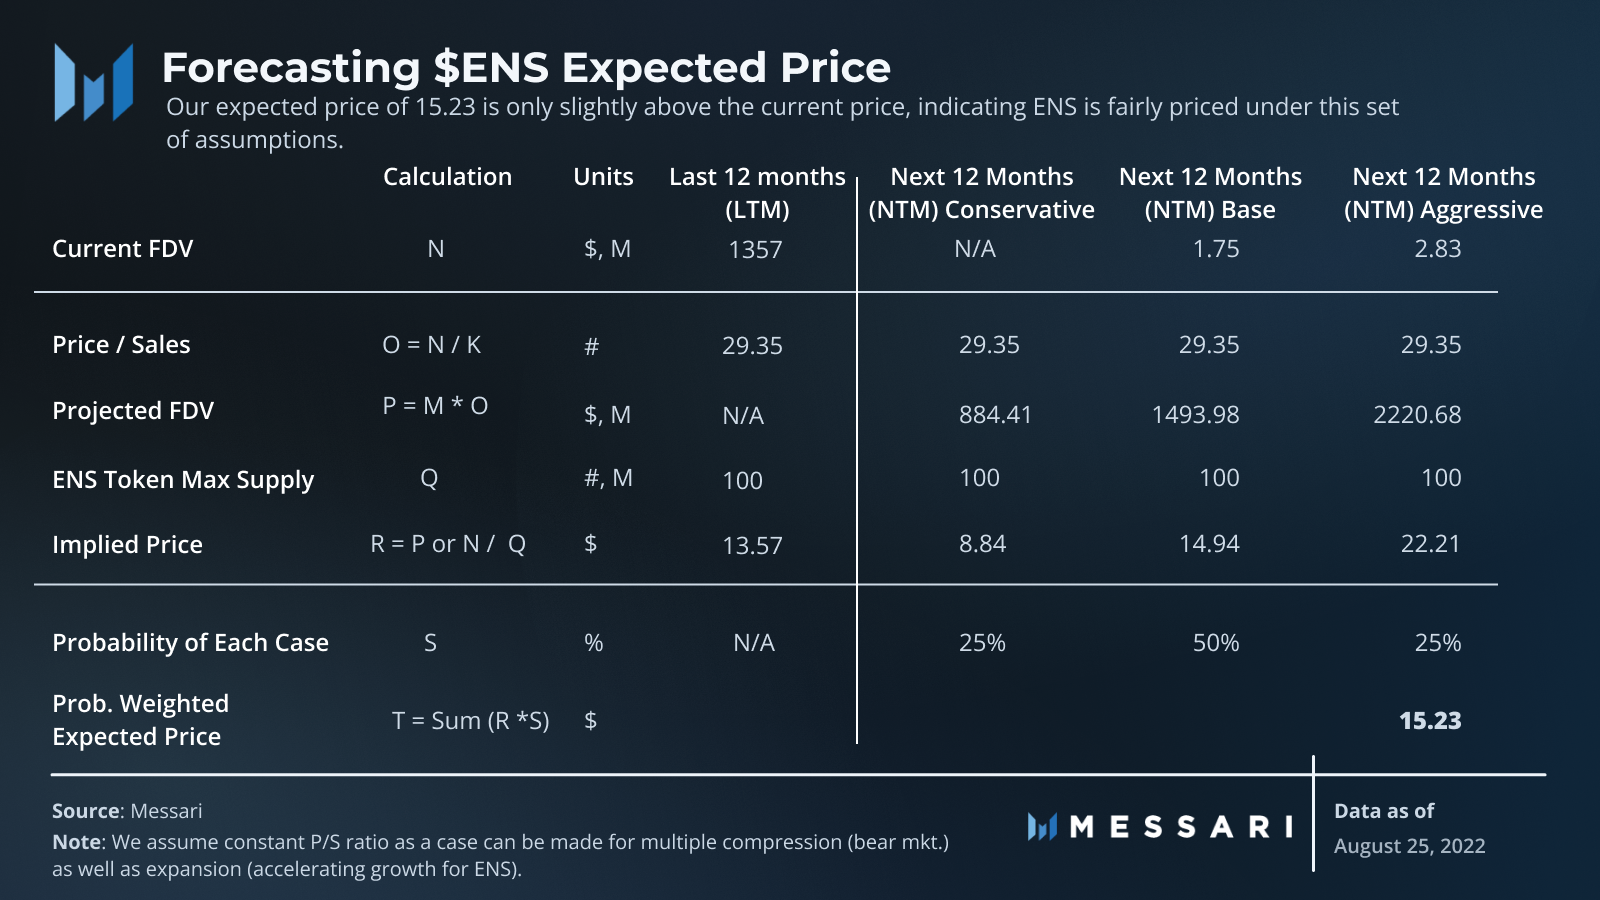 Forecasting $ENS Expected Price
Our expected price of 15.23 is only slightly above the current price, indicating ENS is fairly priced under this set
of assumptions.
Calculation Units Last 12 months (LTM) Next 12 Months (NTM) Conservative Next 12 Months (NTM) Base Next 12 Months (NTM) Aggressive
Current FDV N $, M 1357 N/A 1.75 2.83
Price / Sales O = N / K # 29.35 29.35 29.35 29.35
Projected FDV P = M * O $, M N/A 884.41 1493.98 2220.68
ENS Token Max Supply Q #, M 100 100 100 100
Implied Price R = P or N / Q $ 13.57 8.84 14.94 22.21
Probability of Each Case S % N/A 25% 50% 25%
Prob. Weighted
Expected Price T = Sum (R *S) $ 15.23
Source: Messari
Note: We assume constant P/S ratio as a case can be made for multiple compression (bear mkt.)
as well as expansion (accelerating growth for ENS).
MESSARI
Data as of
August 25, 2022